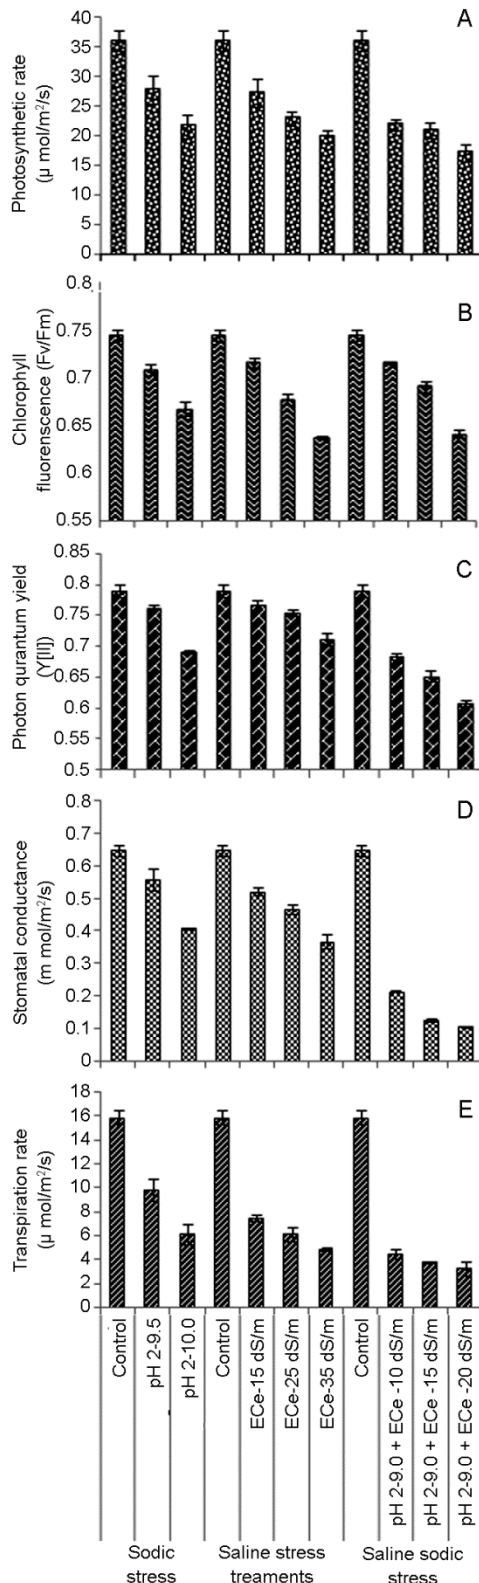 A
Photosynthetic rate
(µ mol/m²/s)
40
35
30
25
20
15
10
5
0
B
Chlorophyll
fluorenscence (Fv/Fm)
0.8
0.75
0.7
0.65
0.6
0.55
C
Photon qurantum yield
(Y[II])
0.85
0.8
0.75
0.7
0.65
0.6
0.55
0.5
D
Stomatal conductance
(m mol/m²/s)
0.8
0.7
0.6
0.5
0.4
0.3
0.2
0.1
0
E
Transpiration rate
(µ mol/m²/s)
18
16
14
12
10
8
6
4
2
0
Control
pH 2-9.5
pH 2-10.0
Control
ECe-15 dS/m
ECe-25 dS/m
ECe-35 dS/m
Control
pH 2-9.0 + ECe -10 dS/m
pH 2-9.0 + ECe -15 dS/m
pH 2-9.0 + ECe -20 dS/m
Sodic
stress
Saline stress
treaments
Saline sodic
stress